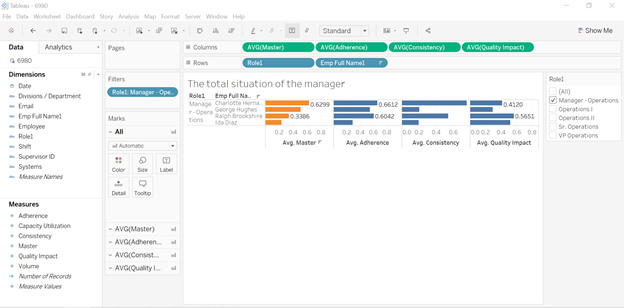 Tableau - 6980
File Data Worksheet Dashboard Story Analysis Map Format Server Window Help
Standard
Show Me
Data Analytics
6980
Dimensions
Date
Divisions / Department
Email
Emp Full Name1
Employee
Role1
Shift
Supervisor ID
Systems
Measure Names
Measures
Adherence
Capacity Utilization
Consistency
Master
Quality Impact
Volume
Number of Records
Measure Values
Pages
Filters
Role1: Manager - Ope..
Marks
All
Automatic
Color Size Label
Detail Tooltip
AVG(Master)
AVG(Adheren...
AVG(Consist...
AVG(Quality I...
Columns AVG(Master) AVG(Adherence) AVG(Consistency) AVG(Quality Impact)
Rows Role1 Emp Full Name1
The total situation of the manager
Role1 Emp Full Na..
Manage
r - Opera
tions
Charlotte Herna.. 0.6299 0.6612 0.4120
George Hughes
Ralph Brookshire 0.3386 0.6042 0.5651
Ida Diaz
0.2 0.4 0.6 0.8 0.2 0.4 0.6 0.8 0.2 0.4 0.6 0.0 0.2 0.4 0.6 0.8
Avg. Master Avg. Adherence Avg. Consistency Avg. Quality Impact
Role1
(All)
Manager - Operations
Operations I
Operations II
Sr. Operations
VP Operations